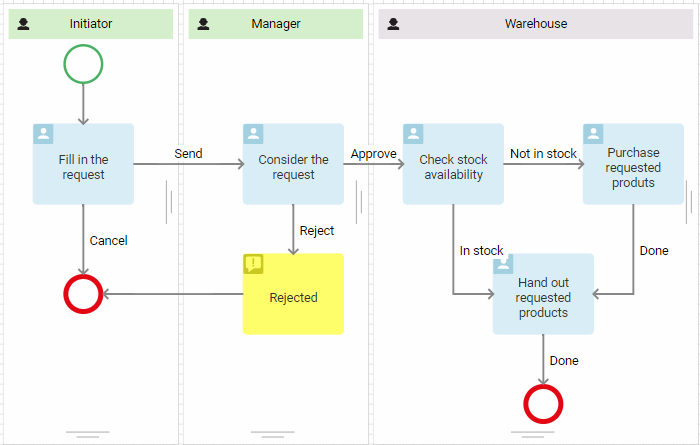 Initiator
Manager
Warehouse
Fill in the
request
Send
Consider the
request
Approve
Check stock
availability
Not in stock
Purchase
requested
produts
Cancel
Reject
In stock
Done
Rejected
Hand out
requested
products
Done